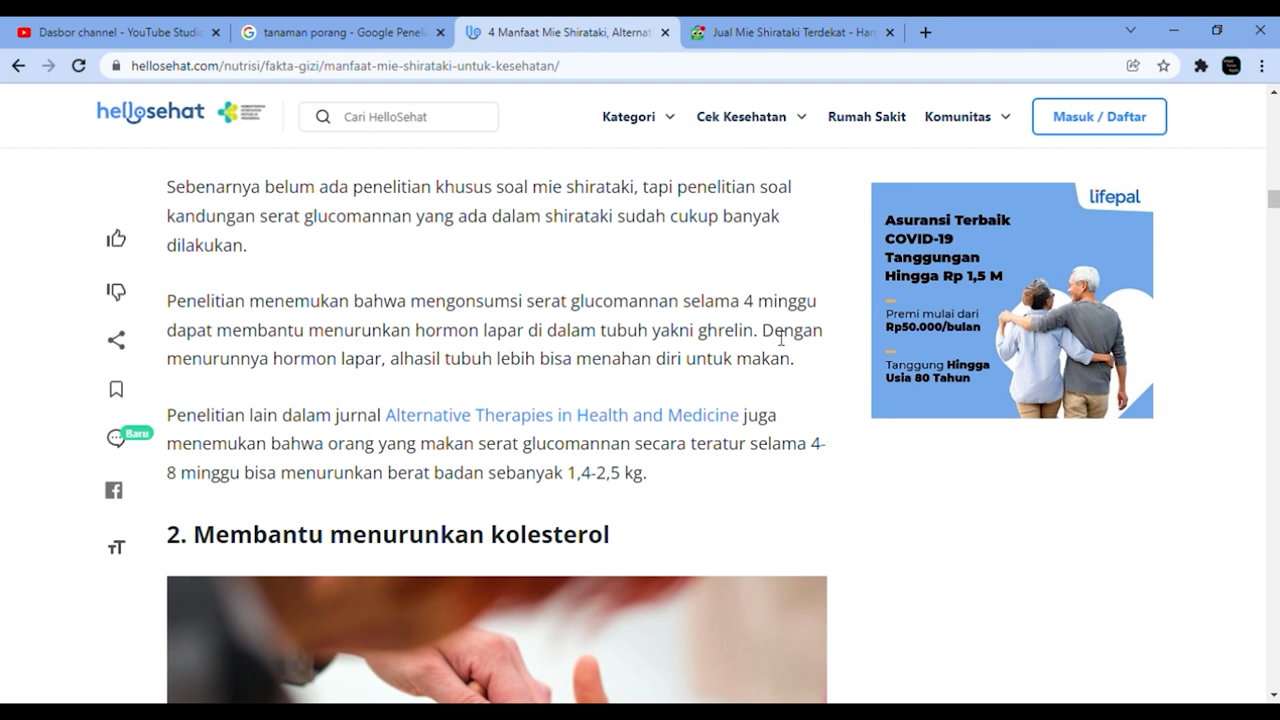 Dasbor channel - YouTube Studio
tanaman porang - Google Penelu
4 Manfaat Mie Shirataki, Alternat
Jual Mie Shirataki Terdekat - Harg
hellosehat.com/nutrisi/fakta-gizi/manfaat-mie-shirataki-untuk-kesehatan/
hellosehat
Cari HelloSehat
Kategori
Cek Kesehatan
Rumah Sakit
Komunitas
Masuk / Daftar
Sebenarnya belum ada penelitian khusus soal mie shirataki, tapi penelitian soal
kandungan serat glucomannan yang ada dalam shirataki sudah cukup banyak
dilakukan.
Penelitian menemukan bahwa mengonsumsi serat glucomannan selama 4 minggu
dapat membantu menurunkan hormon lapar di dalam tubuh yakni ghrelin. Dengan
menurunnya hormon lapar, alhasil tubuh lebih bisa menahan diri untuk makan.
Penelitian lain dalam jurnal Alternative Therapies in Health and Medicine juga
menemukan bahwa orang yang makan serat glucomannan secara teratur selama 4-
8 minggu bisa menurunkan berat badan sebanyak 1,4-2,5 kg.
2. Membantu menurunkan kolesterol
Baru
TT
lifepal
Asuransi Terbaik
COVID-19
Tanggungan
Hingga Rp 1,5 M
Premi mulai dari
Rp50.000/bulan
Tanggung Hingga
Usia 80 Tahun